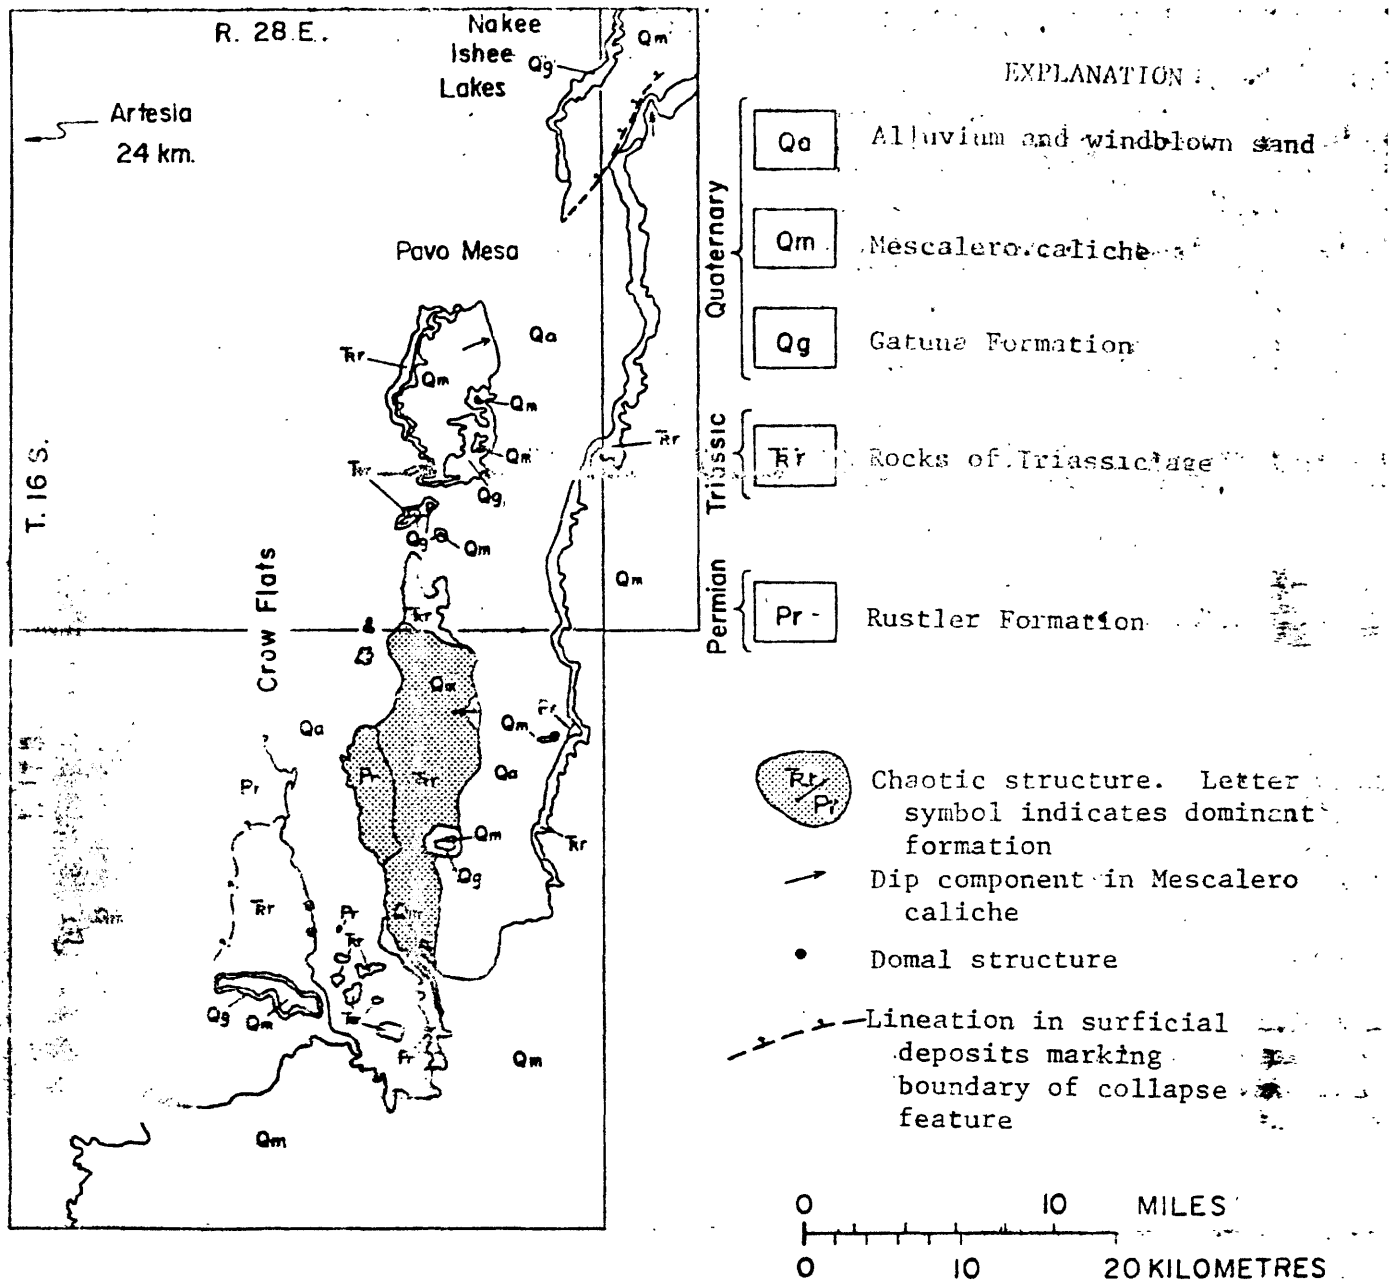 R. 28 E.
Nakee
Ishee
Lakes
Qg
Qm
Artesia
24 km.
Pavo Mesa
Qa
T̅r̅
Qm
Qm
Qm
Qg
Qg
Qm
T. 16 S.
Crow Flats
Qm
Qa
Qm
Pr
Qa
Pr
Qm
Qg
Pr
Pr
Qg
Qm
Pr
Qm
Qm
EXPLANATION
Quaternary
Qa Alluvium and windblown sand
Qm Mescalero caliche
Qg Gatuna Formation
Triassic
Rocks of Triassic age
Permian
Pr Rustler Formation
Chaotic structure. Letter
symbol indicates dominant
formation
Dip component in Mescalero
caliche
Domal structure
Lineation in surficial
deposits marking
boundary of collapse
feature
0 10 MILES
0 10 20 KILOMETRES